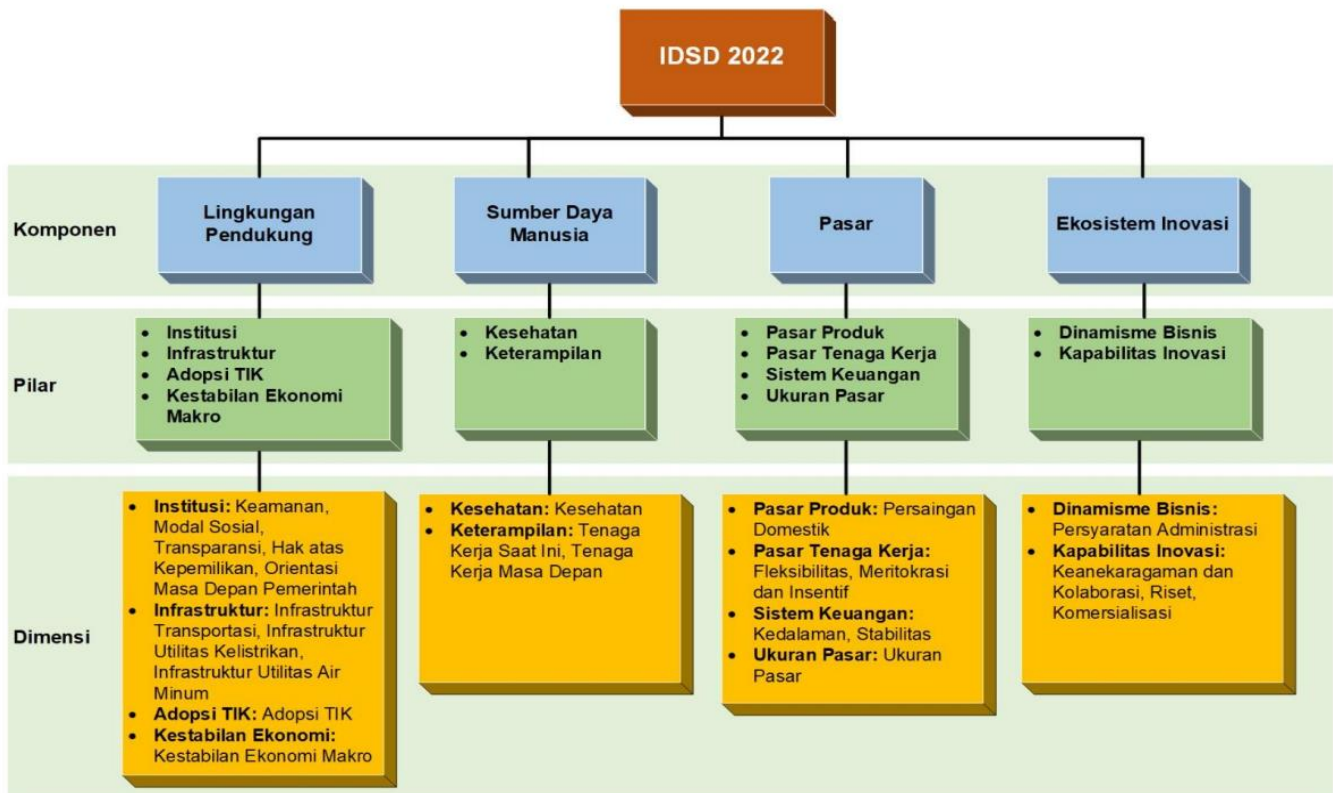 IDSD 2022
Komponen
Lingkungan
Pendukung
Sumber Daya
Manusia
Pasar
Ekosistem Inovasi
Pilar
• Institusi
• Infrastruktur
• Adopsi TIK
• Kestabilan Ekonomi
Makro
• Kesehatan
• Keterampilan
• Pasar Produk
• Pasar Tenaga Kerja
• Sistem Keuangan
• Ukuran Pasar
• Dinamisme Bisnis
• Kapabilitas Inovasi
Dimensi
• Institusi: Keamanan,
Modal Sosial,
Transparansi, Hak atas
Kepemilikan, Orientasi
Masa Depan Pemerintah
• Infrastruktur: Infrastruktur
Transportasi, Infrastruktur
Utilitas Kelistrikan,
Infrastruktur Utilitas Air
Minum
• Adopsi TIK: Adopsi TIK
• Kestabilan Ekonomi:
Kestabilan Ekonomi Makro
• Kesehatan: Kesehatan
• Keterampilan: Tenaga
Kerja Saat Ini, Tenaga
Kerja Masa Depan
• Pasar Produk: Persaingan
Domestik
• Pasar Tenaga Kerja:
Fleksibilitas, Meritokrasi
dan Insentif
• Sistem Keuangan:
Kedalaman, Stabilitas
• Ukuran Pasar: Ukuran
Pasar
• Dinamisme Bisnis:
Persyaratan Administrasi
• Kapabilitas Inovasi:
Keanekaragaman dan
Kolaborasi, Riset,
Komersialisasi